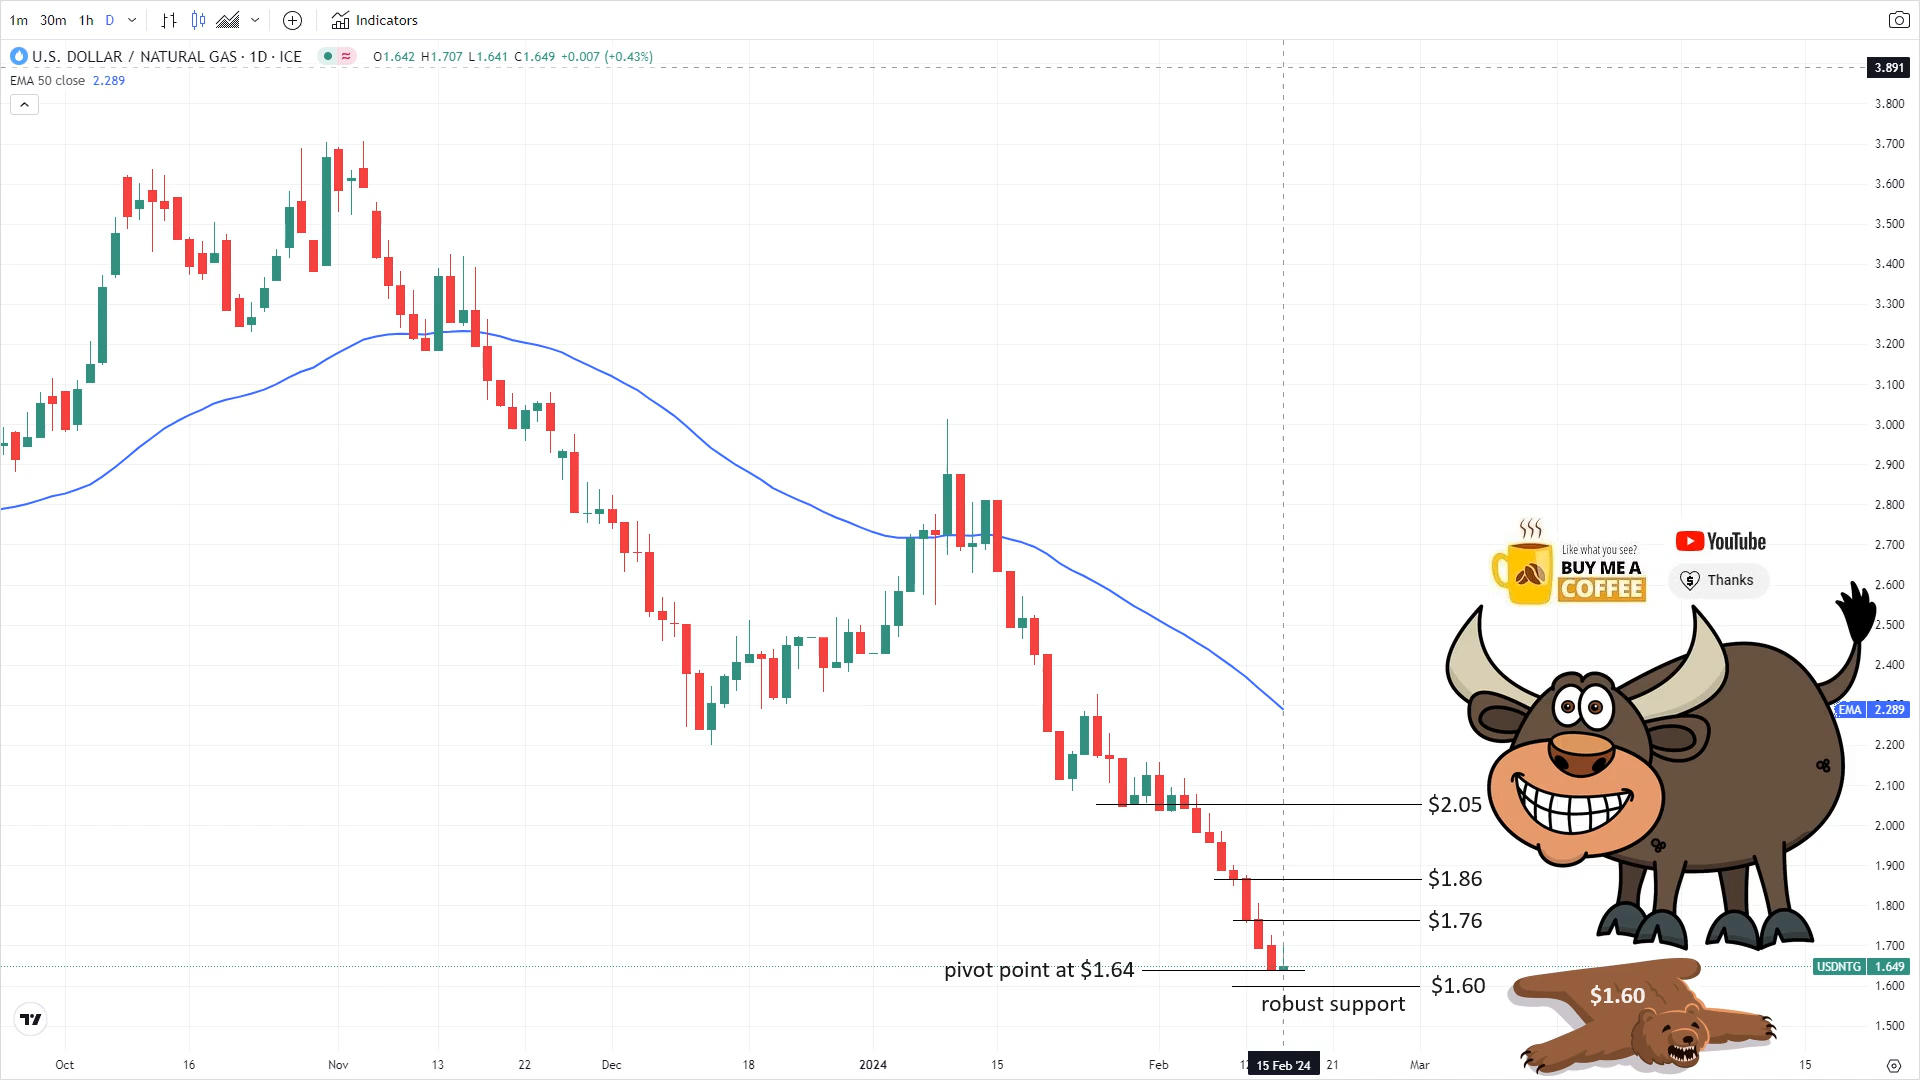 1m 30m 1h D Indicators
U.S. DOLLAR / NATURAL GAS · 1D · ICE O1.642 H1.707 L1.641 C1.649 +0.007 (+0.43%)
EMA 50 close 2.289
3.891
3.800
3.700
3.600
3.500
3.400
3.300
3.200
3.100
3.000
2.900
2.800
2.700
2.600
2.500
2.400
EMA 2.289
2.200
2.100
2.000
1.900
1.800
1.700
USDNTG 1.649
1.600
1.500
Like what you see?
BUY ME A
COFFEE
YouTube
Thanks
$2.05
$1.86
$1.76
pivot point at $1.64
$1.60
robust support
$1.60
Oct 16 Nov 13 22 Dec 18 2024 15 Feb 15 Feb '24 21 Mar 15